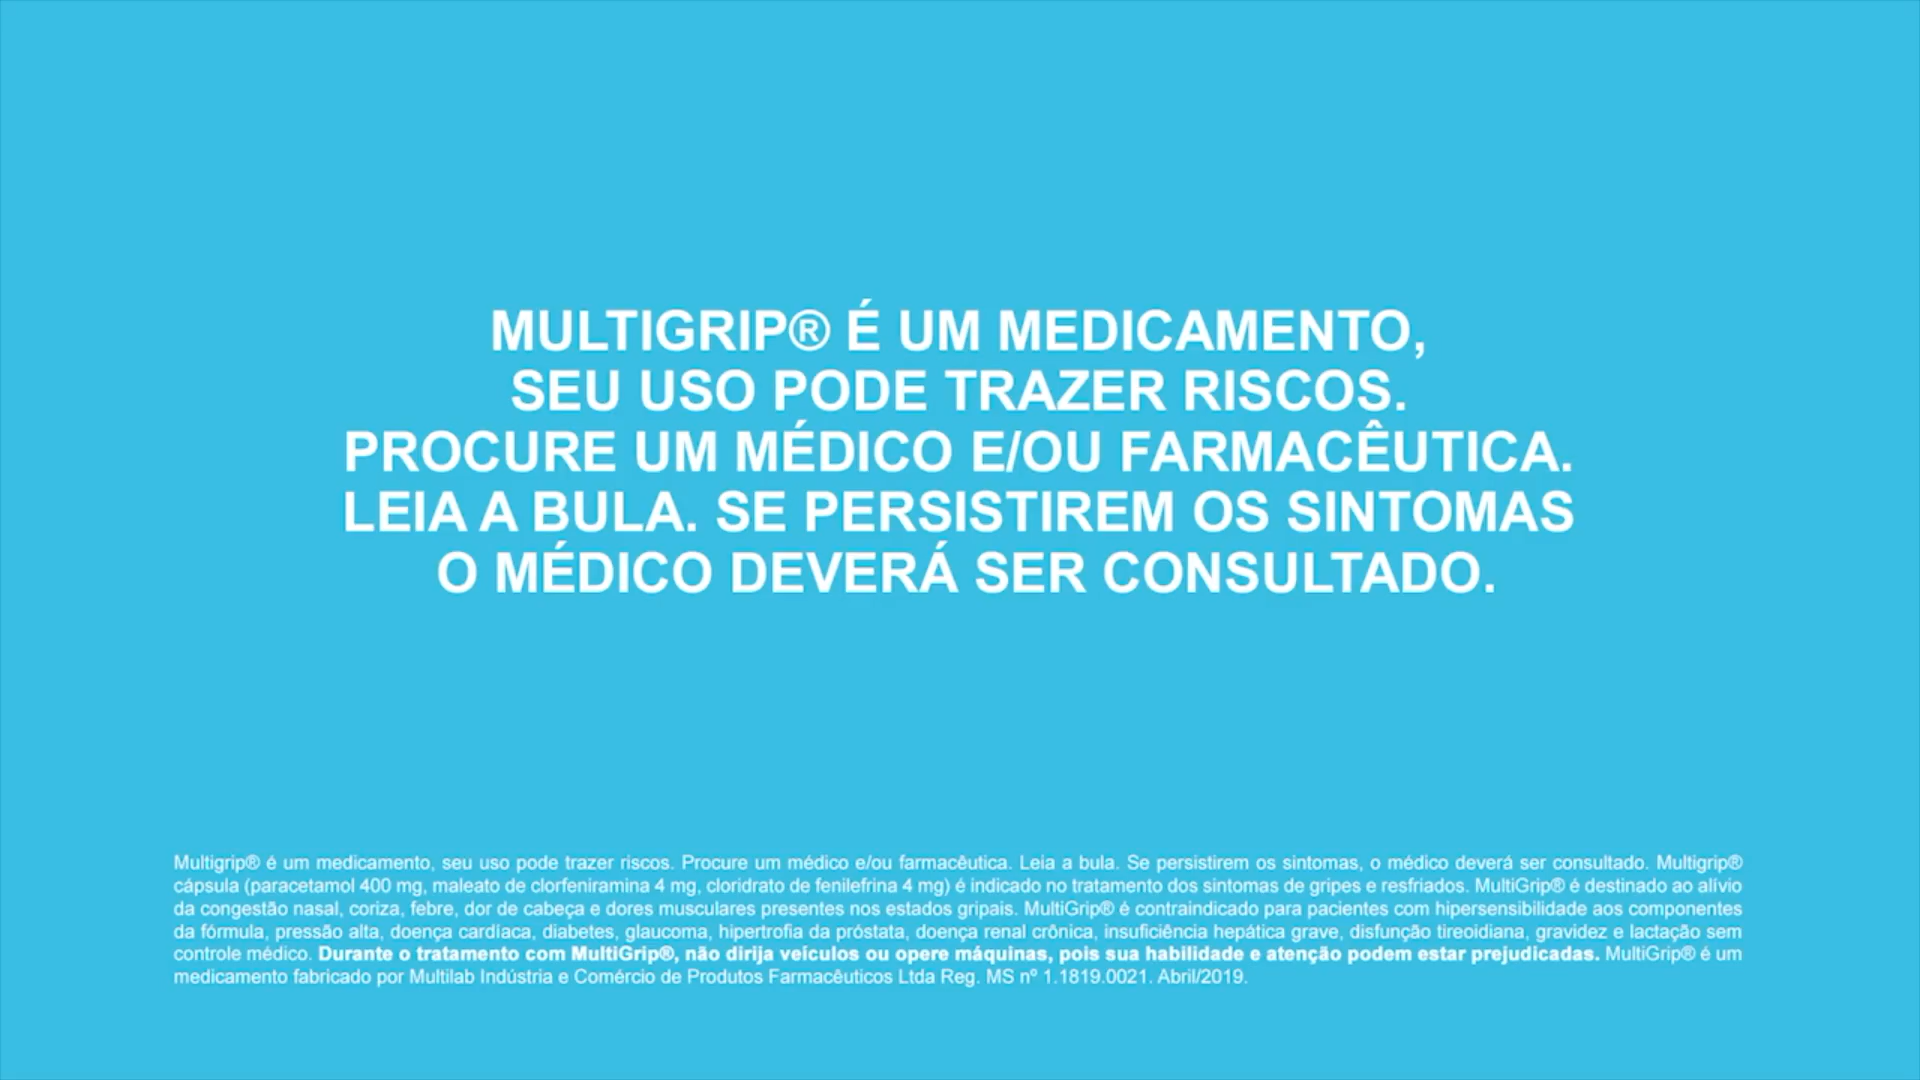 MULTIGRIP® É UM MEDICAMENTO,
SEU USO PODE TRAZER RISCOS.
PROCURE UM MÉDICO E/OU FARMACÊUTICA.
LEIA A BULA. SE PERSISTIREM OS SINTOMAS
O MÉDICO DEVERÁ SER CONSULTADO.
Multigrip® é um medicamento, seu uso pode trazer riscos. Procure um médico e/ou farmacêutica. Leia a bula. Se persistirem os sintomas, o médico deverá ser consultado. Multigrip®
cápsula (paracetamol 400 mg, maleato de clorfeniramina 4 mg, cloridrato de fenilefrina 4 mg) é indicado no tratamento dos sintomas de gripes e resfriados. MultiGrip® é destinado ao alívio
da congestão nasal, coriza, febre, dor de cabeça e dores musculares presentes nos estados gripais. MultiGrip® é contraindicado para pacientes com hipersensibilidade aos componentes
da fórmula, pressão alta, doença cardíaca, diabetes, glaucoma, hipertrofia da próstata, doença renal crônica, insuficiência hepática grave, disfunção tireoidiana, gravidez e lactação sem
controle médico. Durante o tratamento com MultiGrip®, não dirija veículos ou opere máquinas, pois sua habilidade e atenção podem estar prejudicadas. MultiGrip® é um
medicamento fabricado por Multilab Indústria e Comércio de Produtos Farmacêuticos Ltda Reg. MS nº 1.1819.0021. Abril/2019.